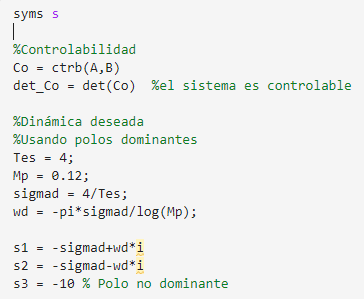 syms s
%Controlabilidad
Co = ctrb(A,B)
det_Co = det(Co)  %el sistema es controlable
%Dinámica deseada
%Usando polos dominantes
Tes = 4;
Mp = 0.12;
sigmad = 4/Tes;
wd = -pi*sigmad/log(Mp);
s1 = -sigmad+wd*i
s2 = -sigmad-wd*i
s3 = -10 % Polo no dominante